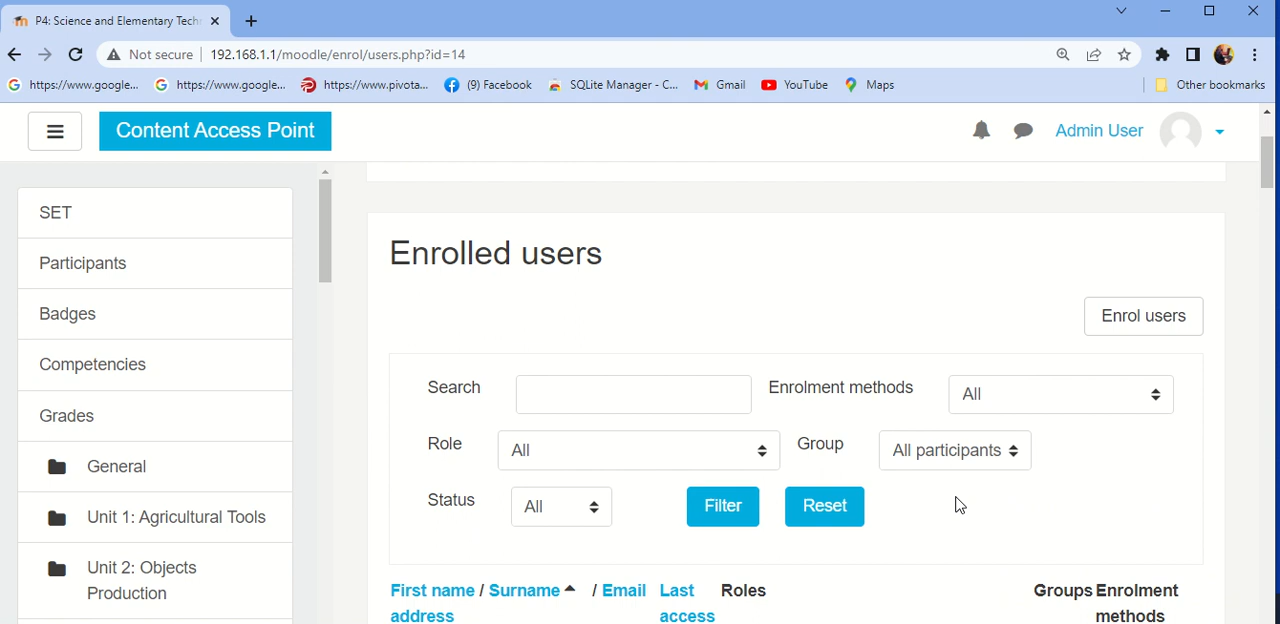 P4: Science and Elementary Techn
Not secure 192.168.1.1/moodle/enrol/users.php?id=14
https://www.google... https://www.google... https://www.pivota... (9) Facebook SQLite Manager - C... Gmail YouTube Maps Other bookmarks
Content Access Point Admin User
SET
Participants
Badges
Competencies
Grades
General
Unit 1: Agricultural Tools
Unit 2: Objects
Production
Enrolled users
Enrol users
Search Enrolment methods All
Role All Group All participants
Status All Filter Reset
First name / Surname / Email Last Roles Groups Enrolment
address access methods